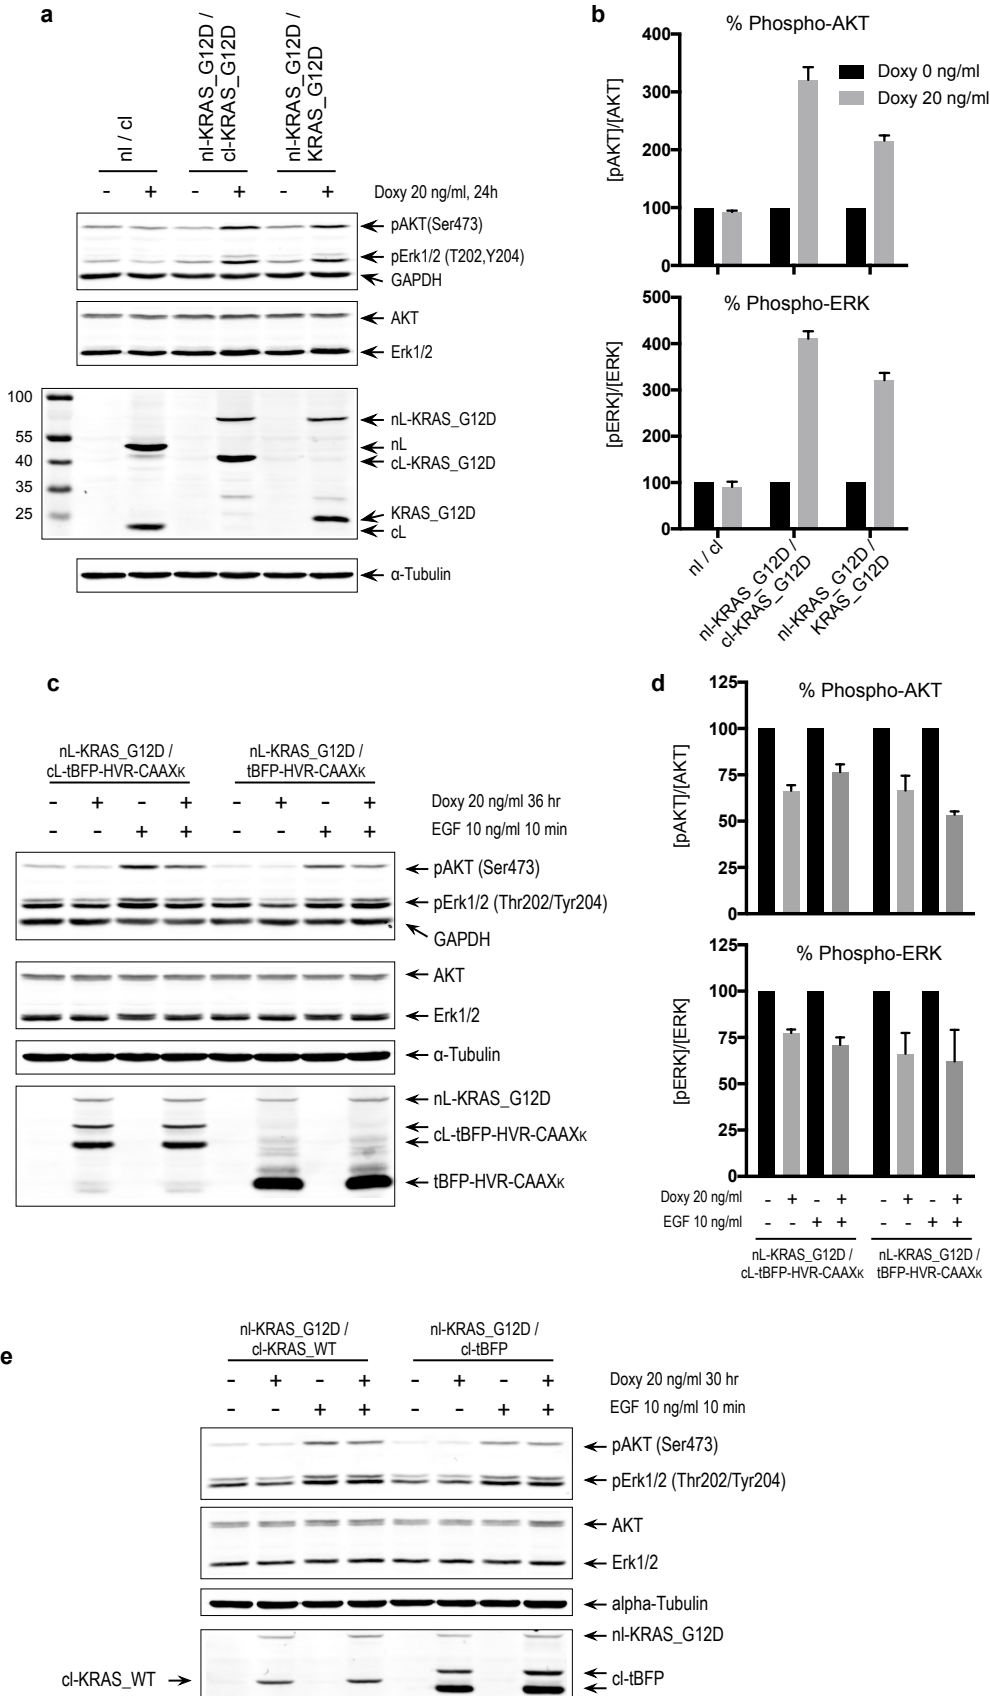 a
nl / cl
nl-KRAS_G12D /
cl-KRAS_G12D
nl-KRAS_G12D /
KRAS_G12D
- + - + - + Doxy 20 ng/ml, 24h
pAKT(Ser473)
pErk1/2 (T202,Y204)
GAPDH
AKT
Erk1/2
100
55
40
35
25
nL-KRAS_G12D
nL
cL-KRAS_G12D
KRAS_G12D
cL
α-Tubulin
b
% Phospho-AKT
400
300
200
100
0
[pAKT]/[AKT]
Doxy 0 ng/ml
Doxy 20 ng/ml
% Phospho-ERK
500
400
300
200
100
0
[pERK]/[ERK]
nl / cl
nl-KRAS_G12D /
cl-KRAS_G12D
nl-KRAS_G12D /
KRAS_G12D
c
nL-KRAS_G12D /
cL-tBFP-HVR-CAAXK
nL-KRAS_G12D /
tBFP-HVR-CAAXK
- + - + - + - + Doxy 20 ng/ml 36 hr
- - + + - - + + EGF 10 ng/ml 10 min
pAKT (Ser473)
pErk1/2 (Thr202/Tyr204)
GAPDH
AKT
Erk1/2
α-Tubulin
nL-KRAS_G12D
cL-tBFP-HVR-CAAXK
tBFP-HVR-CAAXK
d
% Phospho-AKT
125
100
75
50
25
0
[pAKT]/[AKT]
% Phospho-ERK
125
100
75
50
25
0
[pERK]/[ERK]
Doxy 20 ng/ml - + - + - + - +
EGF 10 ng/ml - - + + - - + +
nL-KRAS_G12D /
cL-tBFP-HVR-CAAXK
nL-KRAS_G12D /
tBFP-HVR-CAAXK
e
nl-KRAS_G12D /
cl-KRAS_WT
nl-KRAS_G12D /
cl-tBFP
- + - + - + - + Doxy 20 ng/ml 30 hr
- - + + - - + + EGF 10 ng/ml 10 min
pAKT (Ser473)
pErk1/2 (Thr202/Tyr204)
AKT
Erk1/2
alpha-Tubulin
nl-KRAS_G12D
cl-KRAS_WT
cl-tBFP